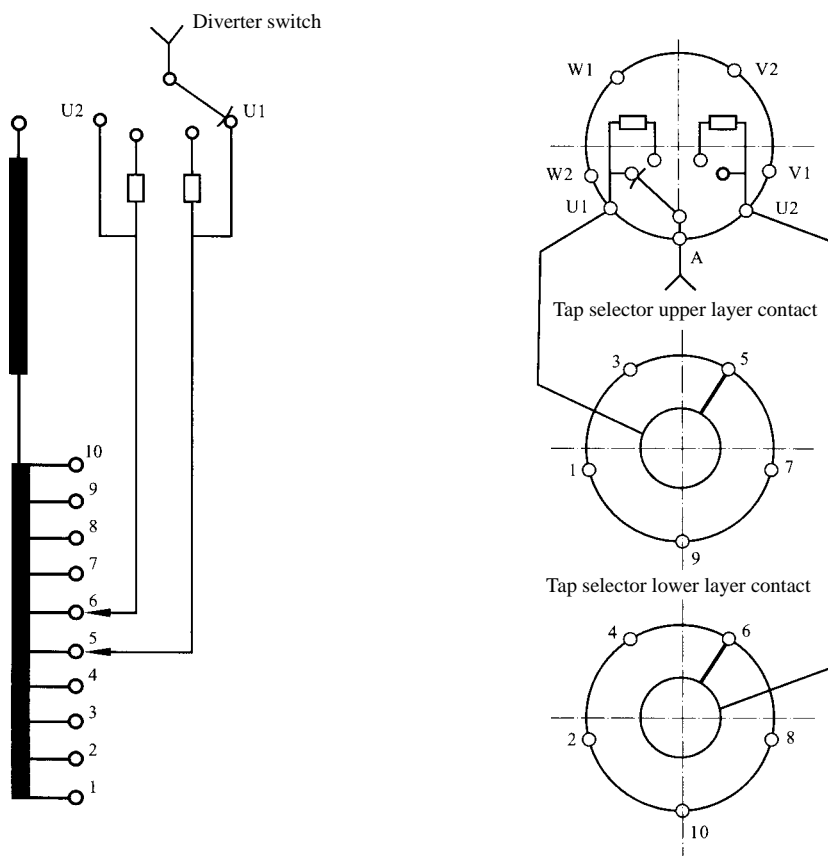 Diverter switch
U2
U1
10
9
8
7
6
5
4
3
2
1
W1
V2
W2
V1
U1
U2
A
Tap selector upper layer contact
3
5
1
7
9
Tap selector lower layer contact
4
6
2
8
10